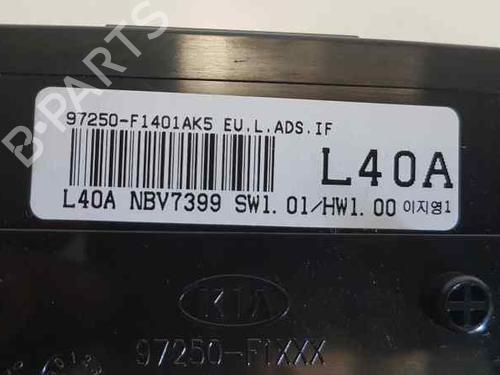 97250-F1401AK5 EU.L.ADS.IF
L40A
L40A NBV7399 SW1.01/HW1.00 이지영1
KIA
97250-F1XXX
B-PARTS